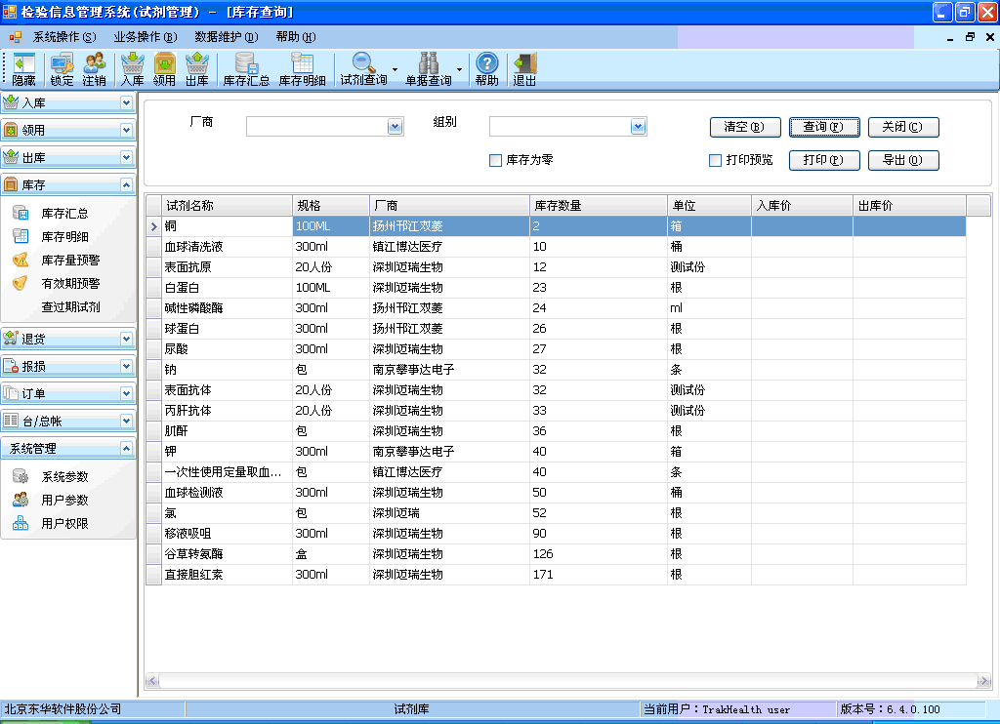 检验信息管理系统(试剂管理) - [库存查询]
系统操作(S) 业务操作(B) 数据维护(D) 帮助(H)
隐藏 锁定 注销 入库 领用 出库 库存汇总 库存明细 试剂查询 单据查询 帮助 退出
入库
领用
出库
库存
库存汇总
库存明细
库存量预警
有效期预警
查过期试剂
退货
报损
订单
台/总帐
系统管理
系统参数
用户参数
用户权限
厂商 组别 清空(B) 查询(F) 关闭(C)
库存为零 打印预览 打印(P) 导出(O)
试剂名称 规格 厂商 库存数量 单位 入库价 出库价
铜 100ML 扬州邗江双菱 2 箱
血球清洗液 300ml 镇江博达医疗 10 桶
表面抗原 20人份 深圳迈瑞生物 12 测试份
白蛋白 100ML 深圳迈瑞生物 23 根
碱性磷酸酶 300ml 扬州邗江双菱 24 ml
球蛋白 300ml 扬州邗江双菱 26 根
尿酸 300ml 深圳迈瑞生物 27 根
钠 包 南京攀事达电子 32 条
表面抗体 20人份 深圳迈瑞生物 32 测试份
丙肝抗体 20人份 深圳迈瑞生物 33 测试份
肌酐 包 深圳迈瑞生物 36 根
钾 300ml 南京攀事达电子 40 箱
一次性使用定量取血... 包 镇江博达医疗 40 条
血球检测液 300ml 深圳迈瑞生物 50 桶
氯 包 深圳迈瑞 52 根
移液吸咀 300ml 深圳迈瑞生物 90 根
谷草转氨酶 盒 深圳迈瑞生物 126 根
直接胆红素 300ml 深圳迈瑞生物 171 根
北京东华软件股份公司 试剂库 当前用户：TrakHealth user 版本号：6.4.0.100